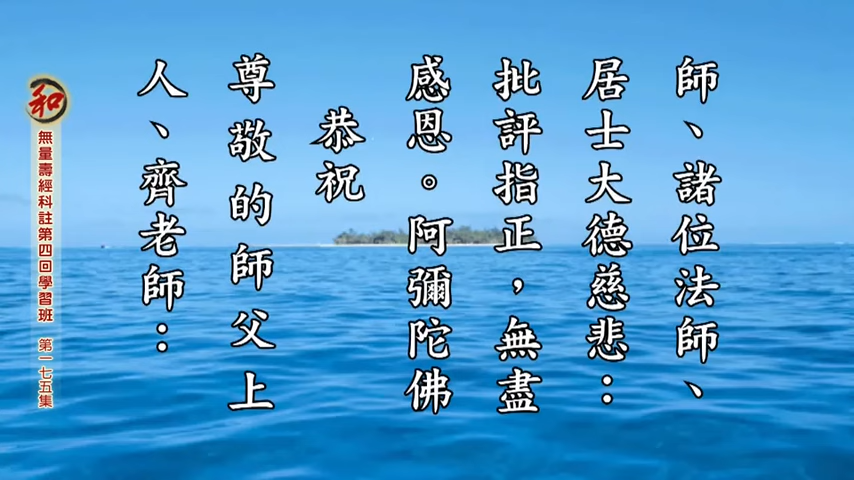 師、諸位法師、
居士大德慈悲：
批評指正，無盡
感恩。阿彌陀佛
恭祝
尊敬的師父上
人、齊老師：
和
無量壽經科註第四回學習班 第一七五集